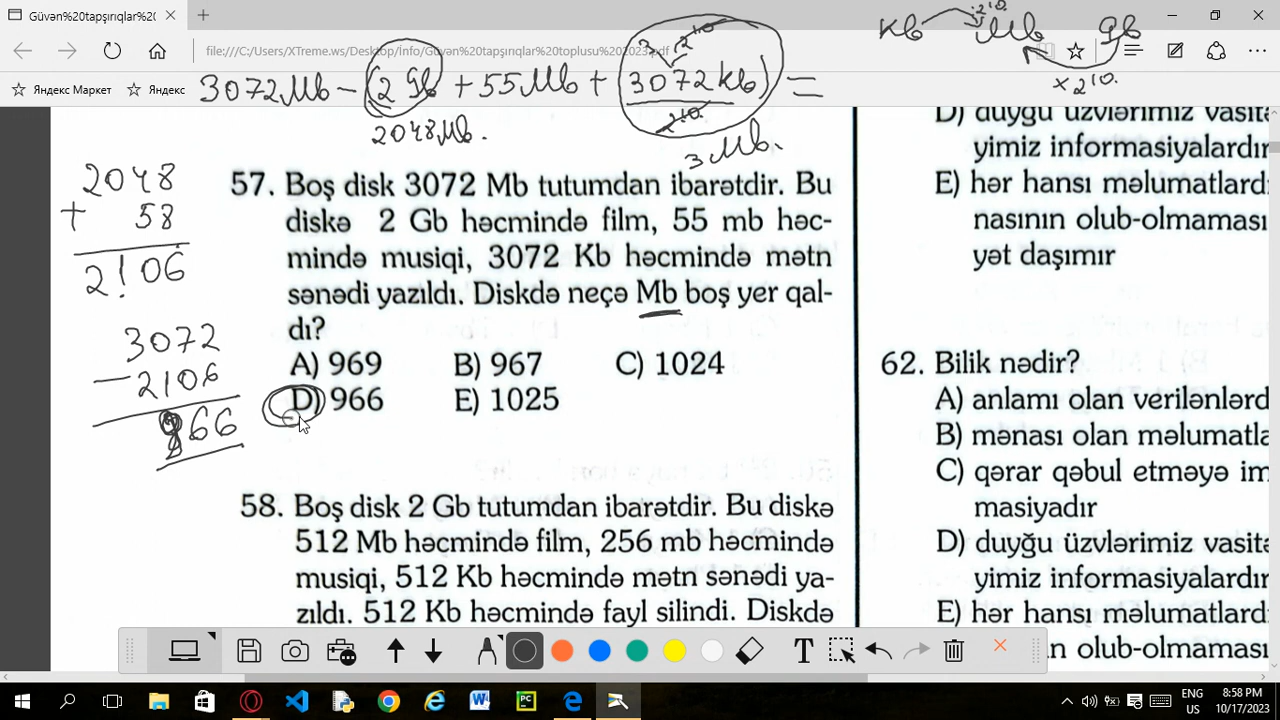 Güvən%20tapşırıqlar%20
file:///C:/Users/XTreme.ws/Desktop/İnfo/Güvən%20tapşırıqlar%20toplusu%202023.pdf
Яндекс Маркет
Яндекс
Kb Mb gb
×2¹⁰.
3072Mb - (2 gb + 55Mb + 3072kb) =
2¹⁰
2048Mb.
3 Mb.
2048
+ 58
2106
3072
- 2106
966
57. Boş disk 3072 Mb tutumdan ibarətdir. Bu
diskə 2 Gb həcmində film, 55 mb həc-
mində musiqi, 3072 Kb həcmində mətn
sənədi yazıldı. Diskdə neçə Mb boş yer qal-
dı?
A) 969 B) 967 C) 1024
D) 966 E) 1025
58. Boş disk 2 Gb tutumdan ibarətdir. Bu diskə
512 Mb həcmində film, 256 mb həcmində
musiqi, 512 Kb həcmində mətn sənədi ya-
zıldı. 512 Kb həcmində fayl silindi. Diskdə
D) duyğu üzvlərimiz vasitə
yimiz informasiyalardır
E) hər hansı məlumatlard
nasının olub-olmaması
yət daşımır
62. Bilik nədir?
A) anlamı olan verilənlərd
B) mənası olan məlumatla
C) qərar qəbul etməyə im
masiyadır
D) duyğu üzvlərimiz vasitə
yimiz informasiyalardır
E) hər hansı məlumatlard
n olub-olmaması
T
ENG
US
8:58 PM
10/17/2023